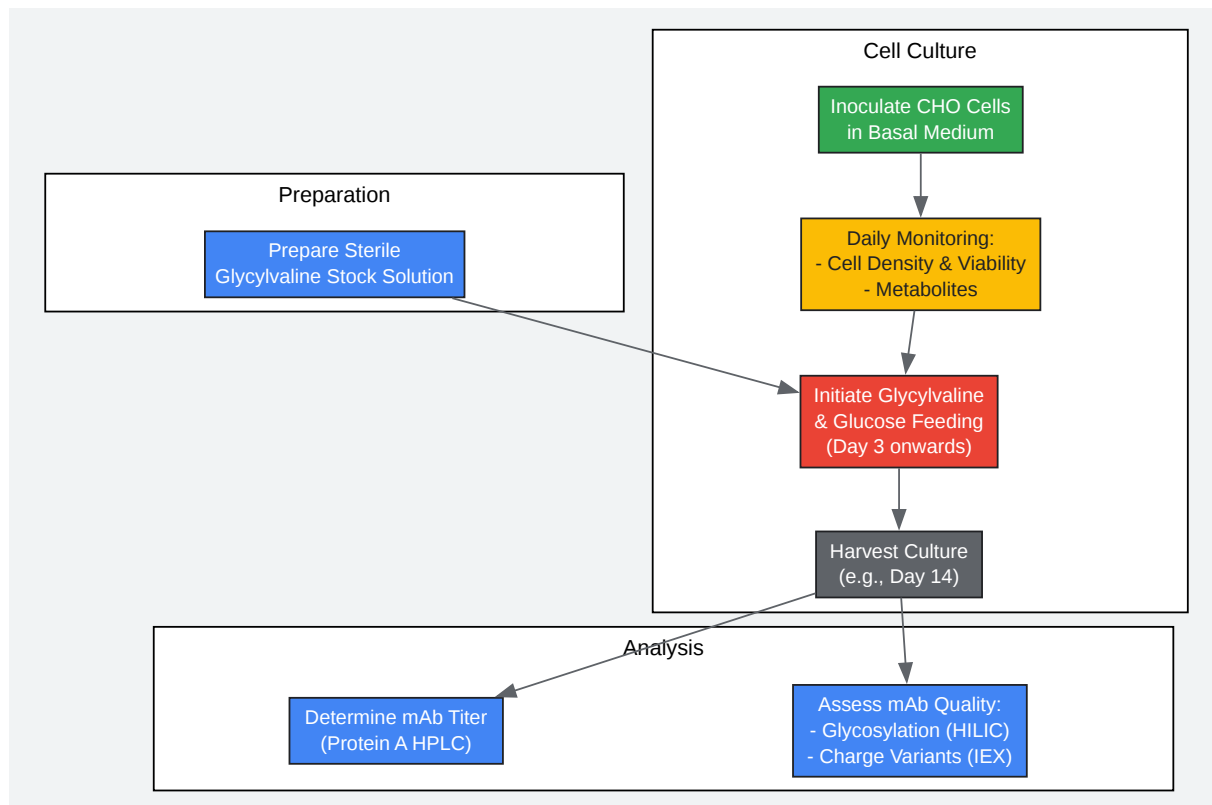 Preparation
Prepare Sterile
Glycylvaline Stock Solution
Cell Culture
Inoculate CHO Cells
in Basal Medium
Daily Monitoring:
- Cell Density & Viability
- Metabolites
Initiate Glycylvaline
& Glucose Feeding
(Day 3 onwards)
Harvest Culture
(e.g., Day 14)
Analysis
Determine mAb Titer
(Protein A HPLC)
Assess mAb Quality:
- Glycosylation (HILIC)
- Charge Variants (IEX)